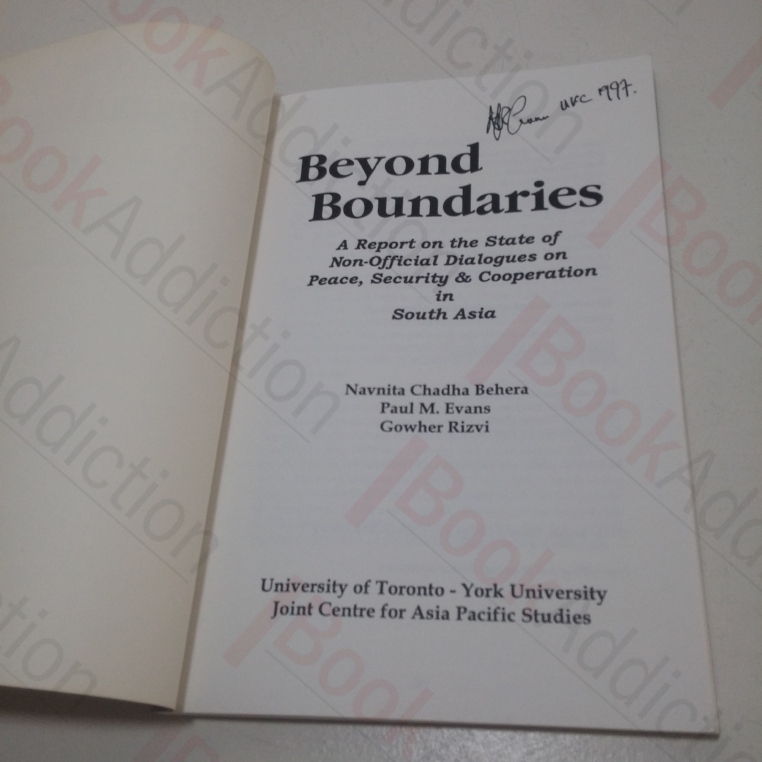 1997.
Beyond
Boundaries
A Report on the State of
Non-Official Dialogues on
Peace, Security & Cooperation
in
South Asia
Navnita Chadha Behera
Paul M. Evans
Gowher Rizvi
University of Toronto - York University
Joint Centre for Asia Pacific Studies
BookAddiction